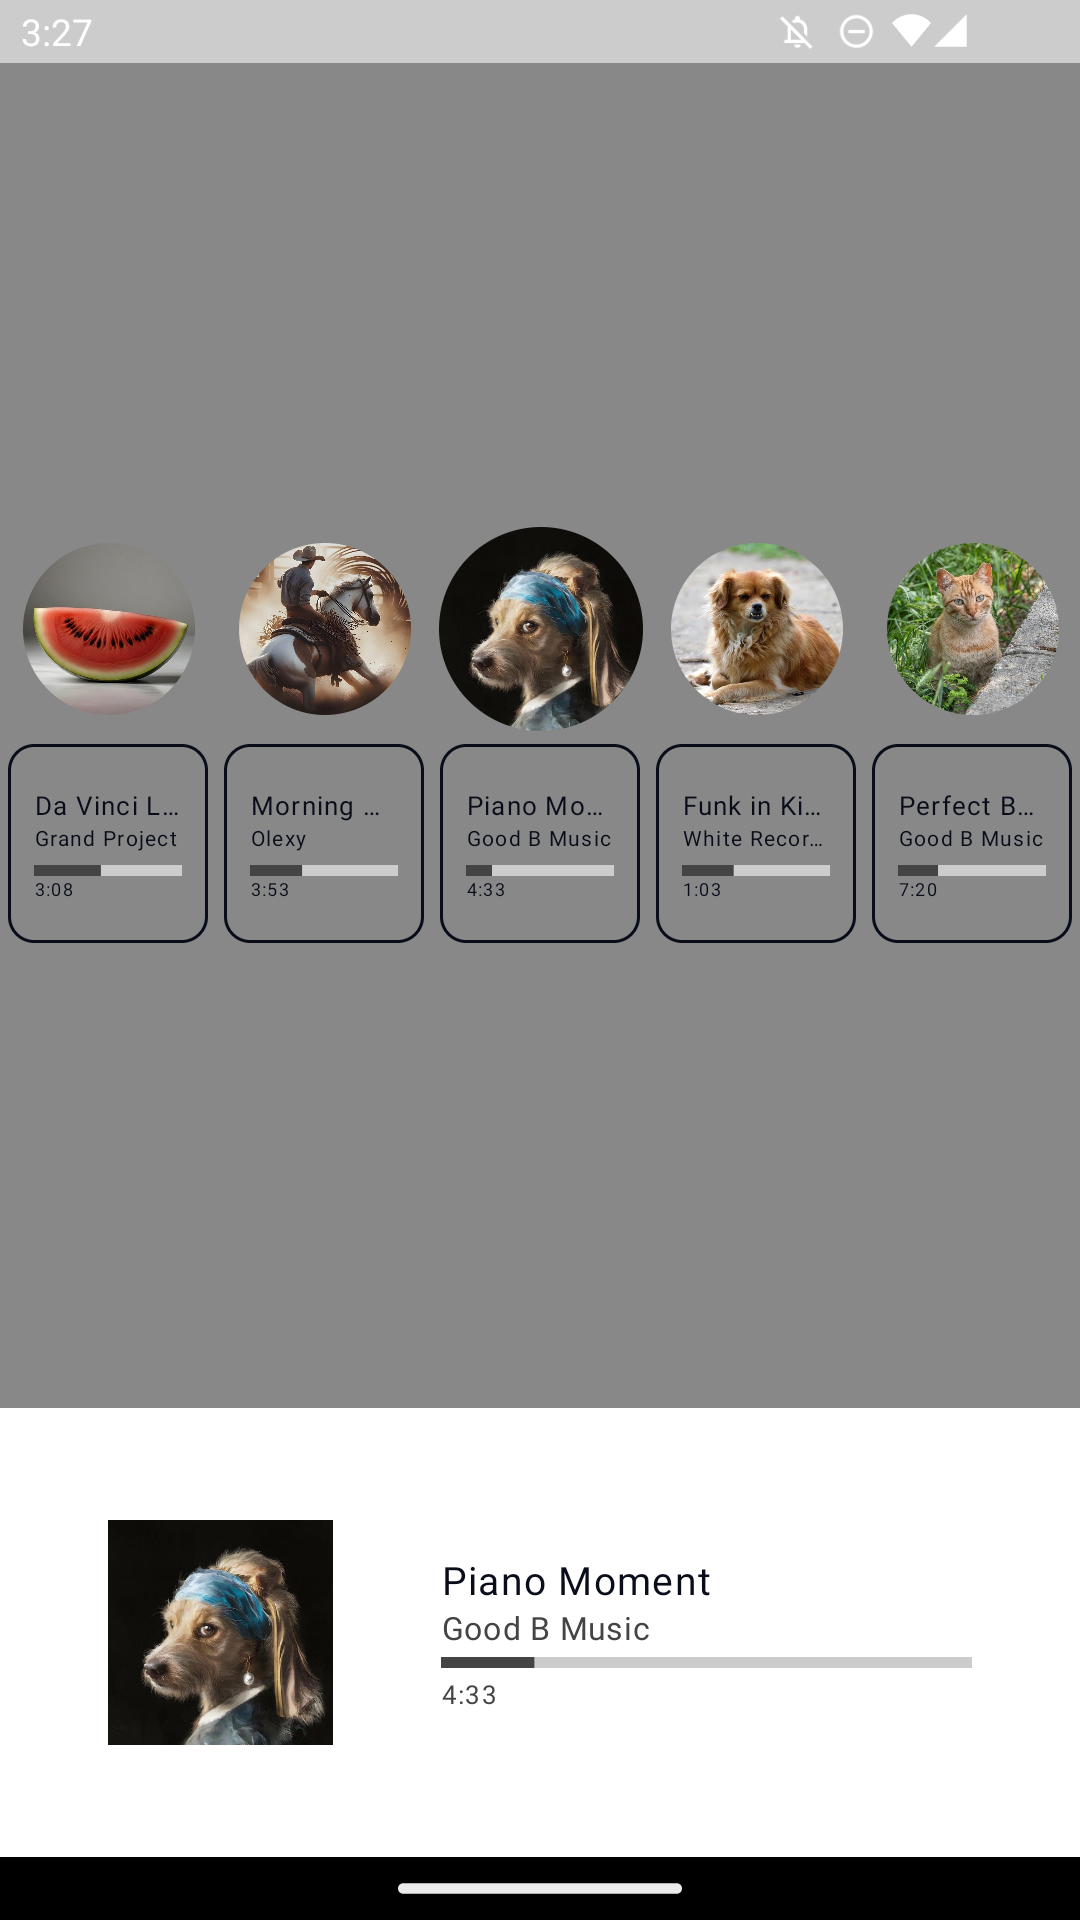 3:27
Da Vinci L…
Grand Project
3:08
Morning …
Olexy
3:53
Piano Mo…
Good B Music
4:33
Funk in Ki…
White Recor…
1:03
Perfect B…
Good B Music
7:20
Piano Moment
Good B Music
4:33